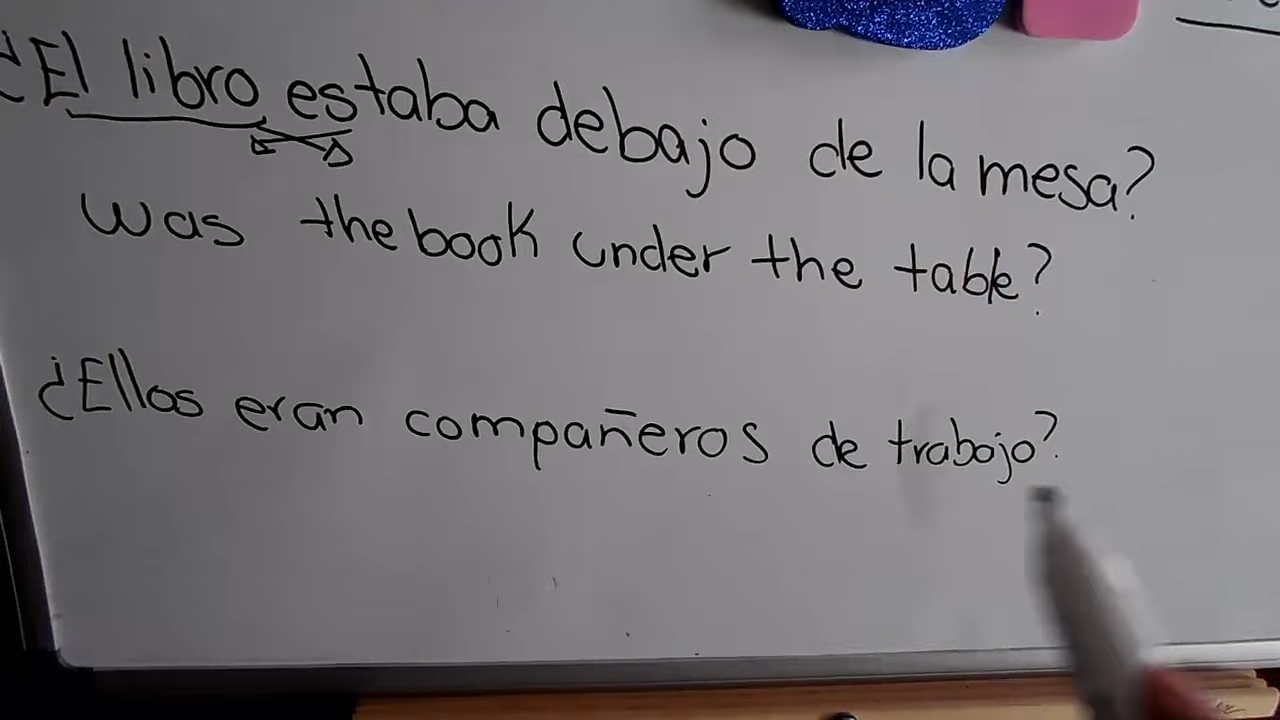 ¿El libro estaba debajo de la mesa?
was the book under the table?
¿Ellos eran compañeros de trabajo?